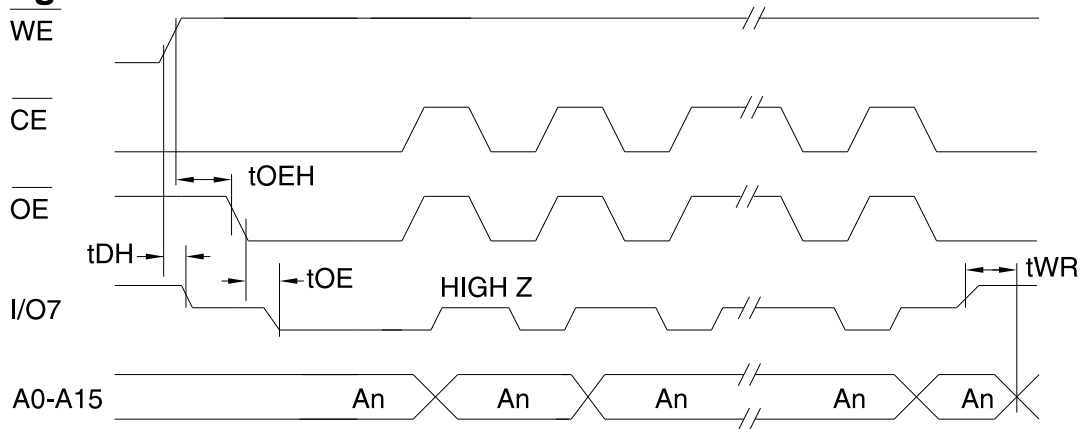 WE
CE
tOEH
OE
tDH
tOE
HIGH Z
tWR
I/O7
A0-A15 An An An An An